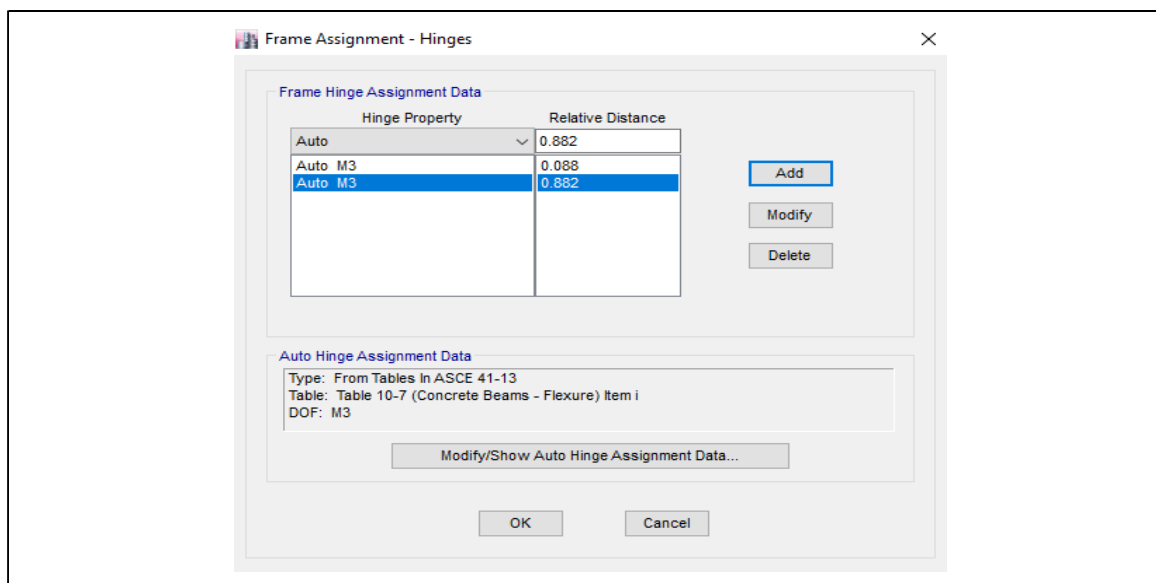 Frame Assignment - Hinges
Frame Hinge Assignment Data
Hinge Property Relative Distance
Auto 0.882
Auto M3 0.088
Auto M3 0.882
Add
Modify
Delete
Auto Hinge Assignment Data
Type: From Tables In ASCE 41-13
Table: Table 10-7 (Concrete Beams - Flexure) Item i
DOF: M3
Modify/Show Auto Hinge Assignment Data...
OK Cancel